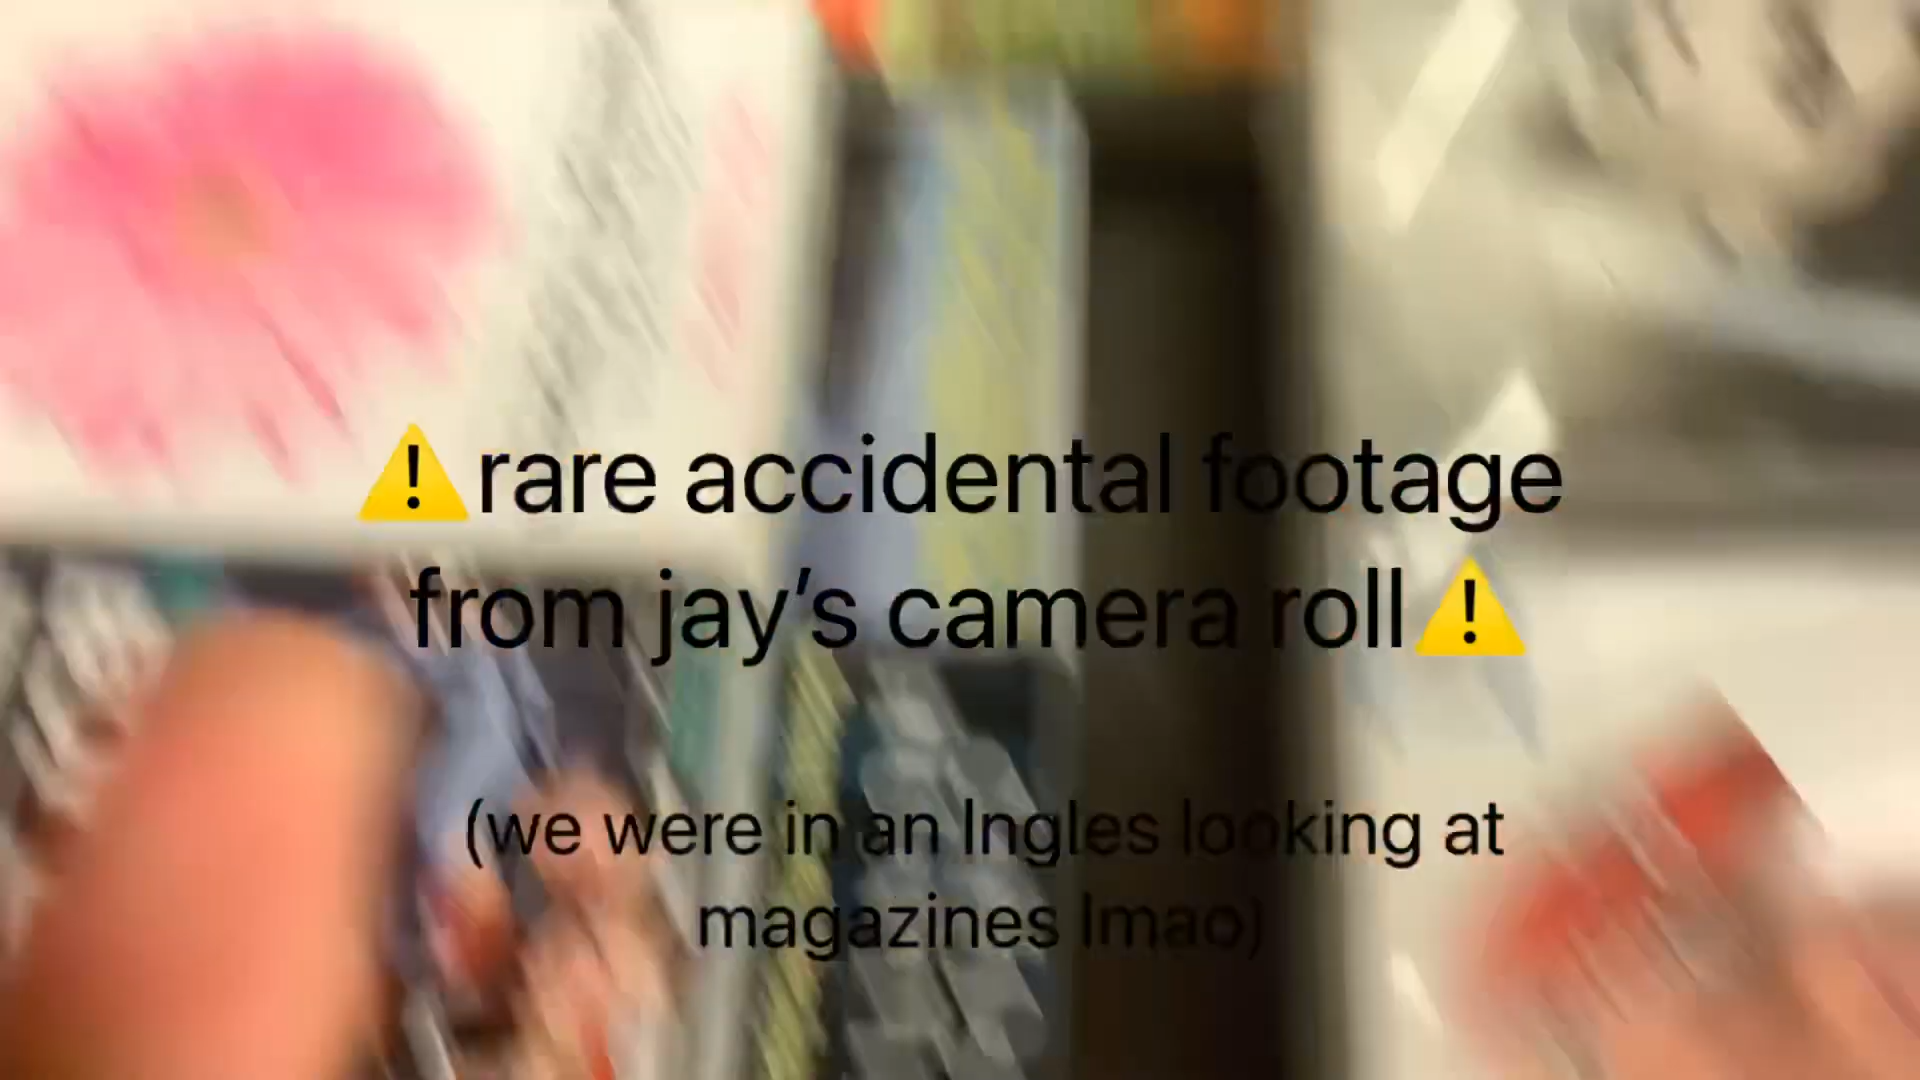 ⚠️rare accidental footage
from jay’s camera roll⚠️
(we were in an Ingles looking at
magazines lmao)